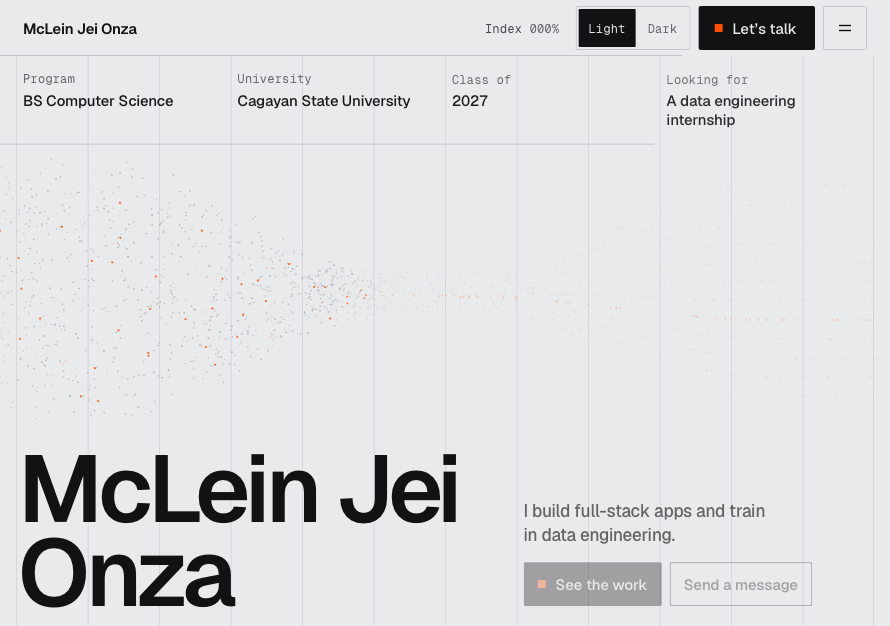 McLein Jei Onza
Index 000%
Light
Dark
Let's talk
Program
BS Computer Science
University
Cagayan State University
Class of
2027
Looking for
A data engineering
internship
McLein Jei
Onza
I build full-stack apps and train
in data engineering.
See the work
Send a message